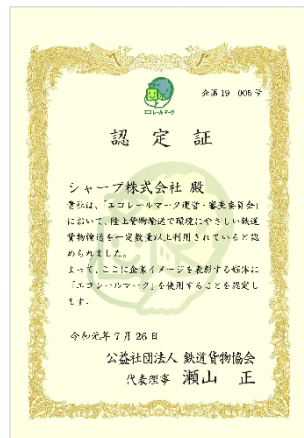 企第19 005号
エコレールマーク
認定証
シャープ株式会社 殿
貴社は、「エコレールマーク運営・審査委員会」
において、陸上貨物輸送で環境にやさしい鉄道
貨物輸送を一定数量以上利用されていると認
められました。
よって、ここに企業イメージを表彰する媒体に
「エコレールマーク」を使用することを認定し
ます。
令和元年7月26日
公益社団法人 鉄道貨物協会
代表理事 瀬山 正